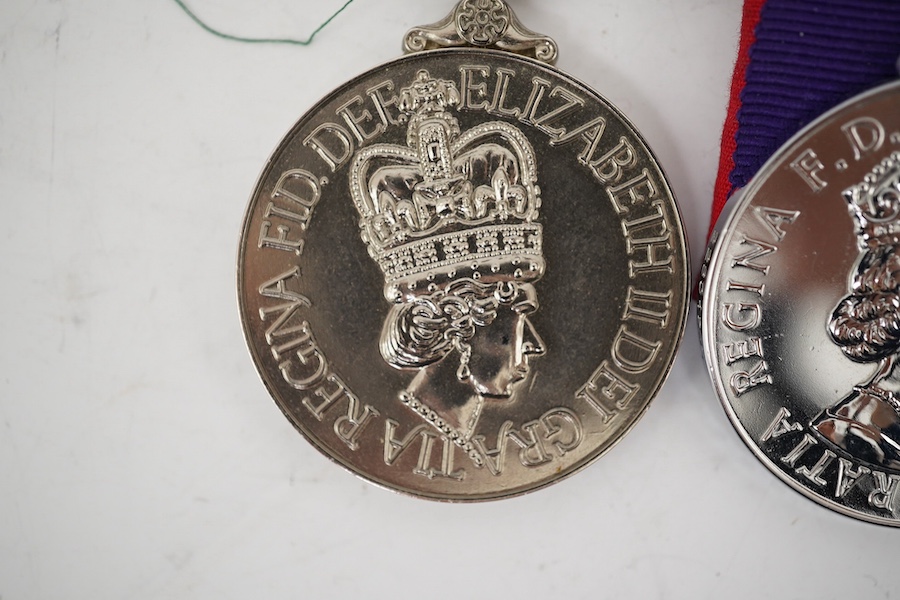 ELIZABETH II DEI GRATIA REGINA FID. DEF.
RATIA REGINA F.D.